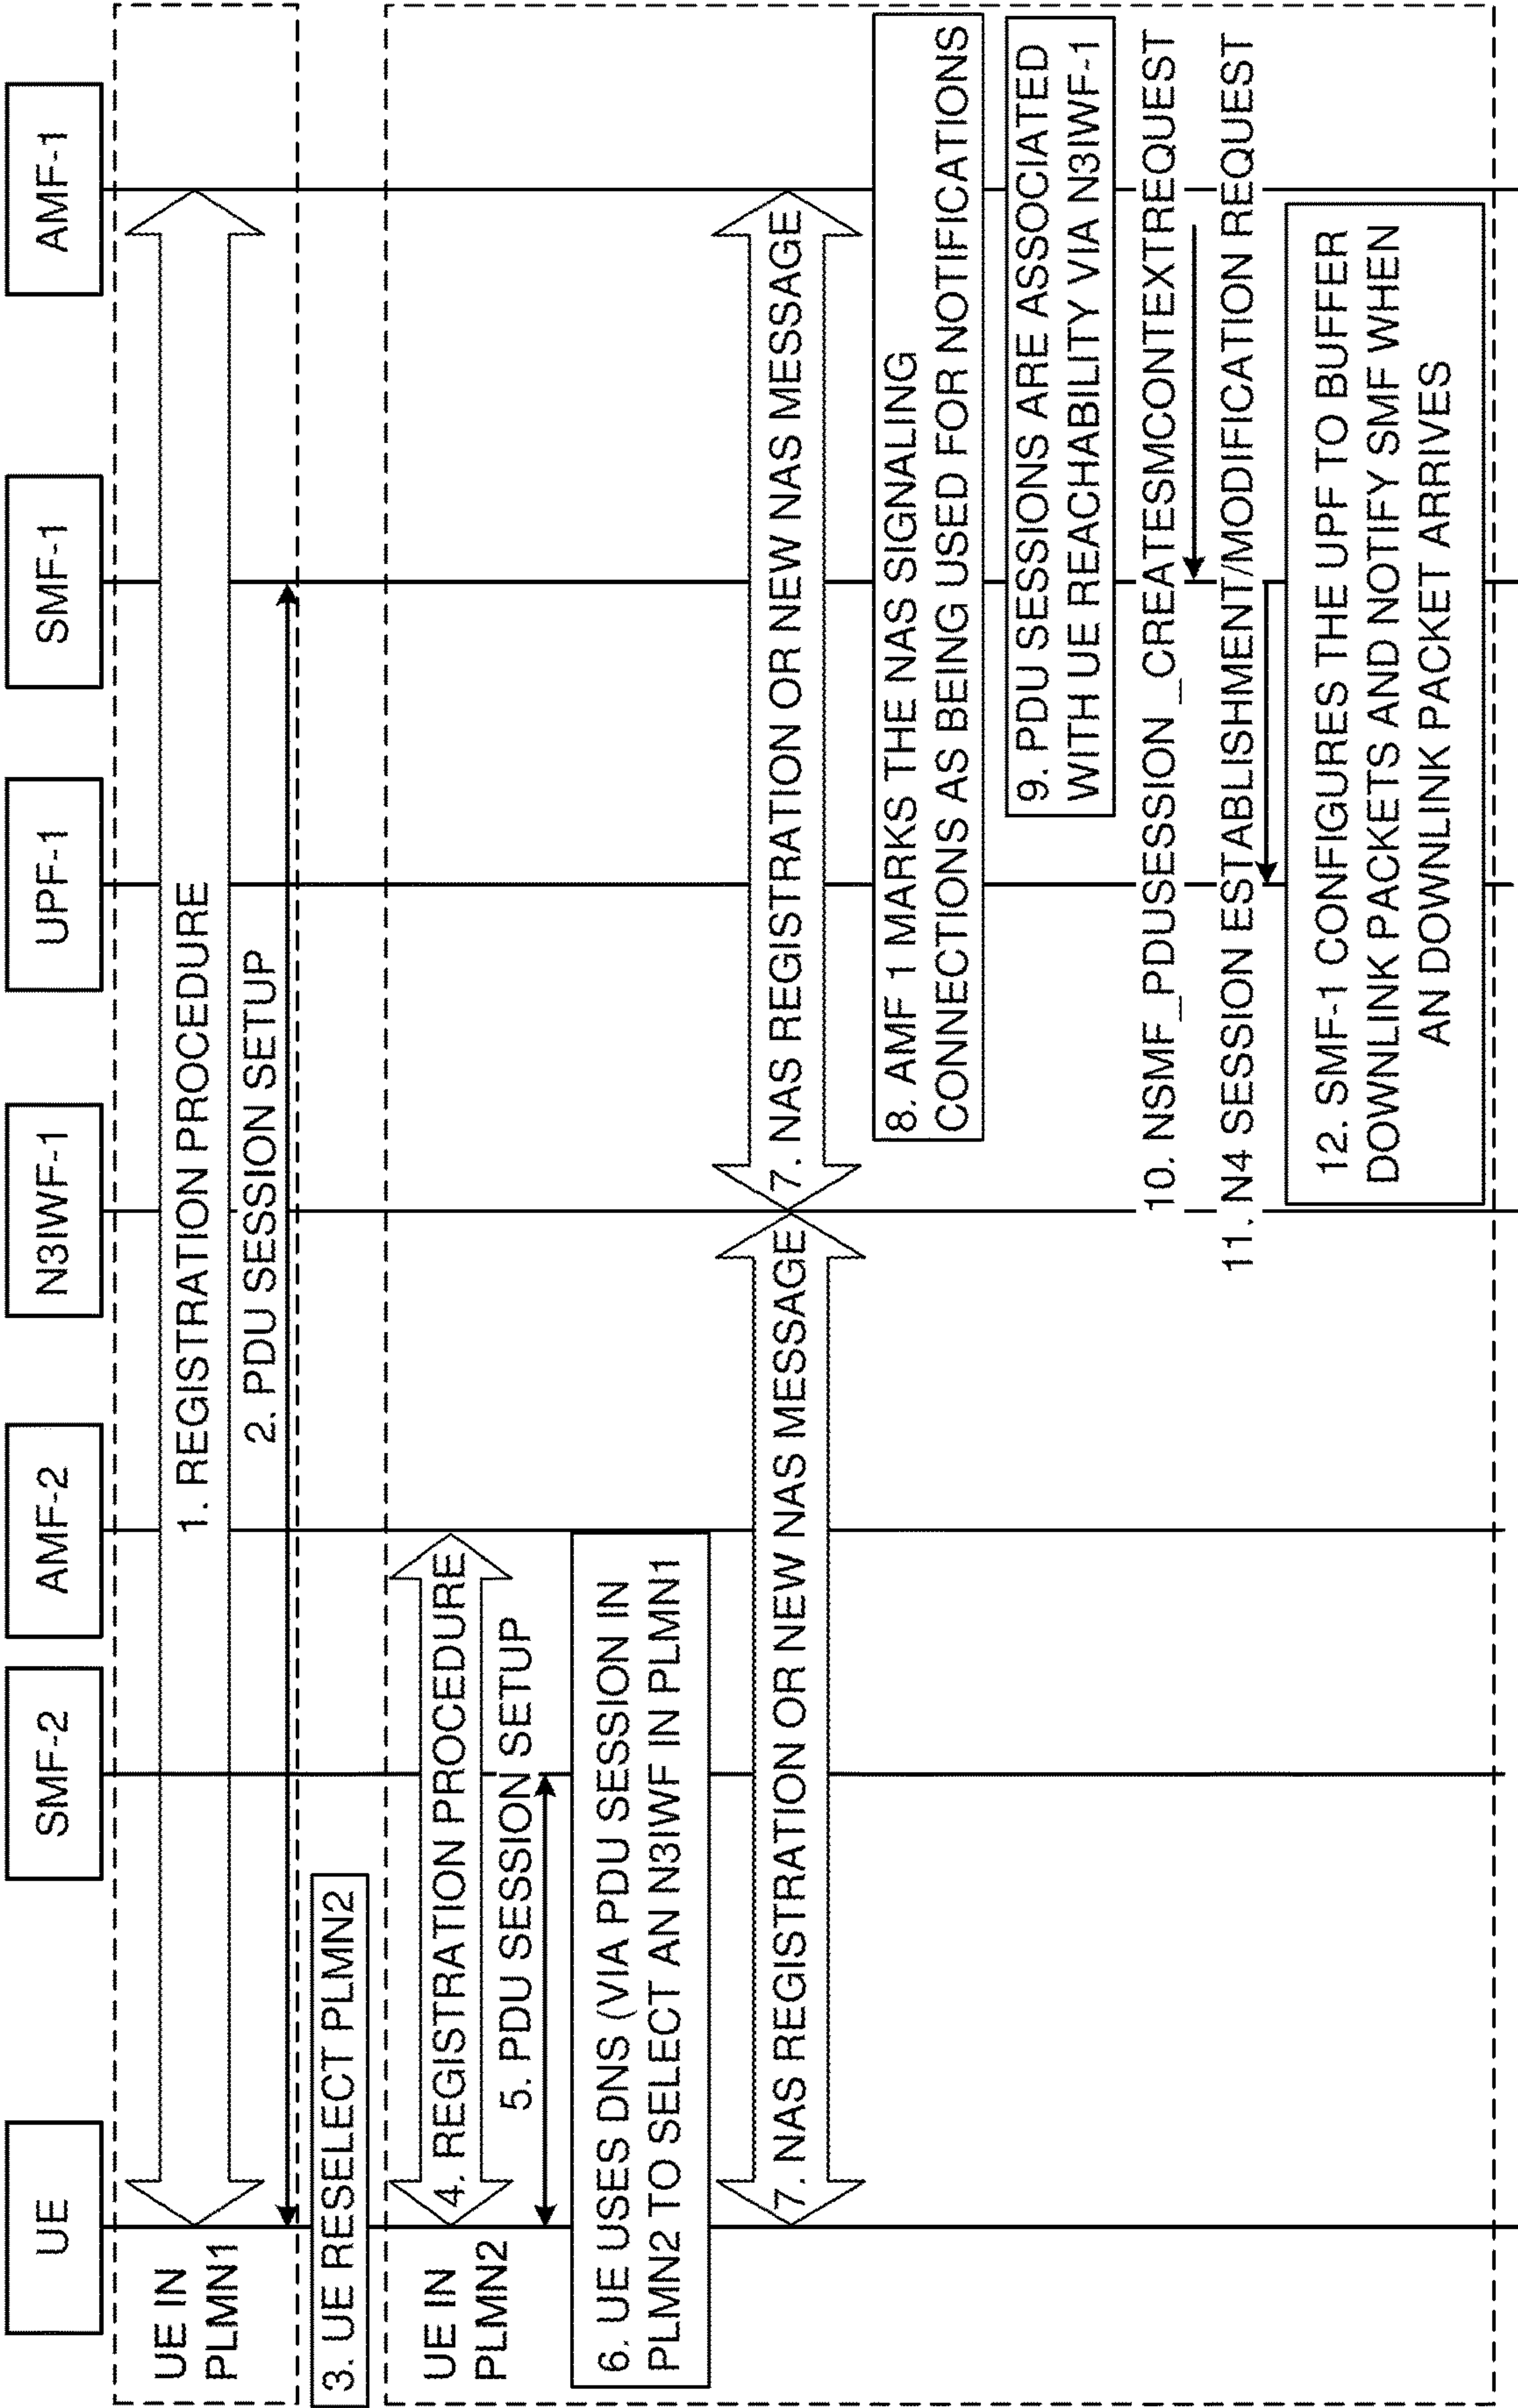 UE
SMF-2
AMF-2
N3IWF-1
UPF-1
SMF-1
AMF-1
UE IN
PLMN1
1. REGISTRATION PROCEDURE
2. PDU SESSION SETUP
3. UE RESELECT PLMN2
UE IN
PLMN2
4. REGISTRATION PROCEDURE
5. PDU SESSION SETUP
6. UE USES DNS (VIA PDU SESSION IN
PLMN2 TO SELECT AN N3IWF IN PLMN1
7. NAS REGISTRATION OR NEW NAS MESSAGE
7. NAS REGISTRATION OR NEW NAS MESSAGE
8. AMF 1 MARKS THE NAS SIGNALING
CONNECTIONS AS BEING USED FOR NOTIFICATIONS
9. PDU SESSIONS ARE ASSOCIATED
WITH UE REACHABILITY VIA N3IWF-1
10. NSMF_PDUSESSION_CREATESMCONTEXTREQUEST
11. N4 SESSION ESTABLISHMENT/MODIFICATION REQUEST
12. SMF-1 CONFIGURES THE UPF TO BUFFER
DOWNLINK PACKETS AND NOTIFY SMF WHEN
AN DOWNLINK PACKET ARRIVES